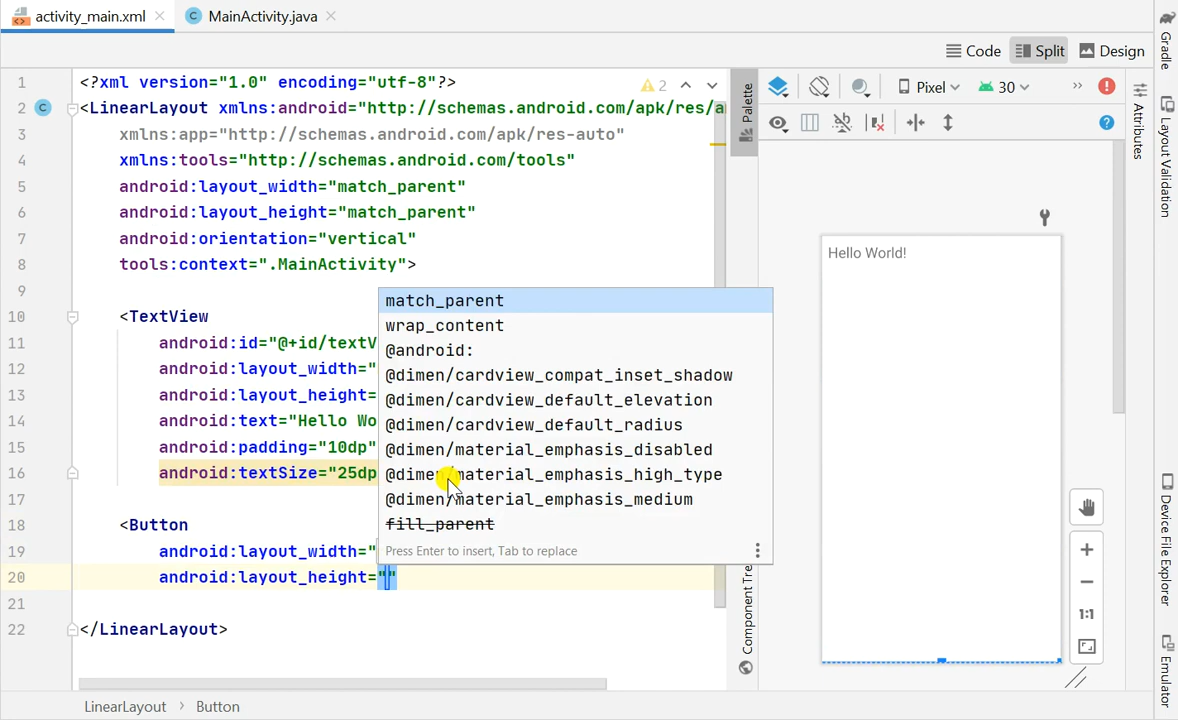 activity_main.xml
MainActivity.java
Code
Split
Design
1 <?xml version="1.0" encoding="utf-8"?>
2
2 <LinearLayout xmlns:android="http://schemas.android.com/apk/res/a
3 xmlns:app="http://schemas.android.com/apk/res-auto"
4 xmlns:tools="http://schemas.android.com/tools"
5 android:layout_width="match_parent"
6 android:layout_height="match_parent"
7 android:orientation="vertical"
8 tools:context=".MainActivity">
9
10 <TextView
11 android:id="@+id/textV
12 android:layout_width="
13 android:layout_height=
14 android:text="Hello Wo
15 android:padding="10dp"
16 android:textSize="25dp
17
18 <Button
19 android:layout_width="
20 android:layout_height=""
21
22 </LinearLayout>
match_parent
wrap_content
@android:
@dimen/cardview_compat_inset_shadow
@dimen/cardview_default_elevation
@dimen/cardview_default_radius
@dimen/material_emphasis_disabled
@dimen/material_emphasis_high_type
@dimen/material_emphasis_medium
fill_parent
Press Enter to insert, Tab to replace
Palette
Component Tre
Pixel
30
Hello World!
1:1
Attributes
Gradle
Layout Validation
Device File Explorer
Emulator
LinearLayout › Button